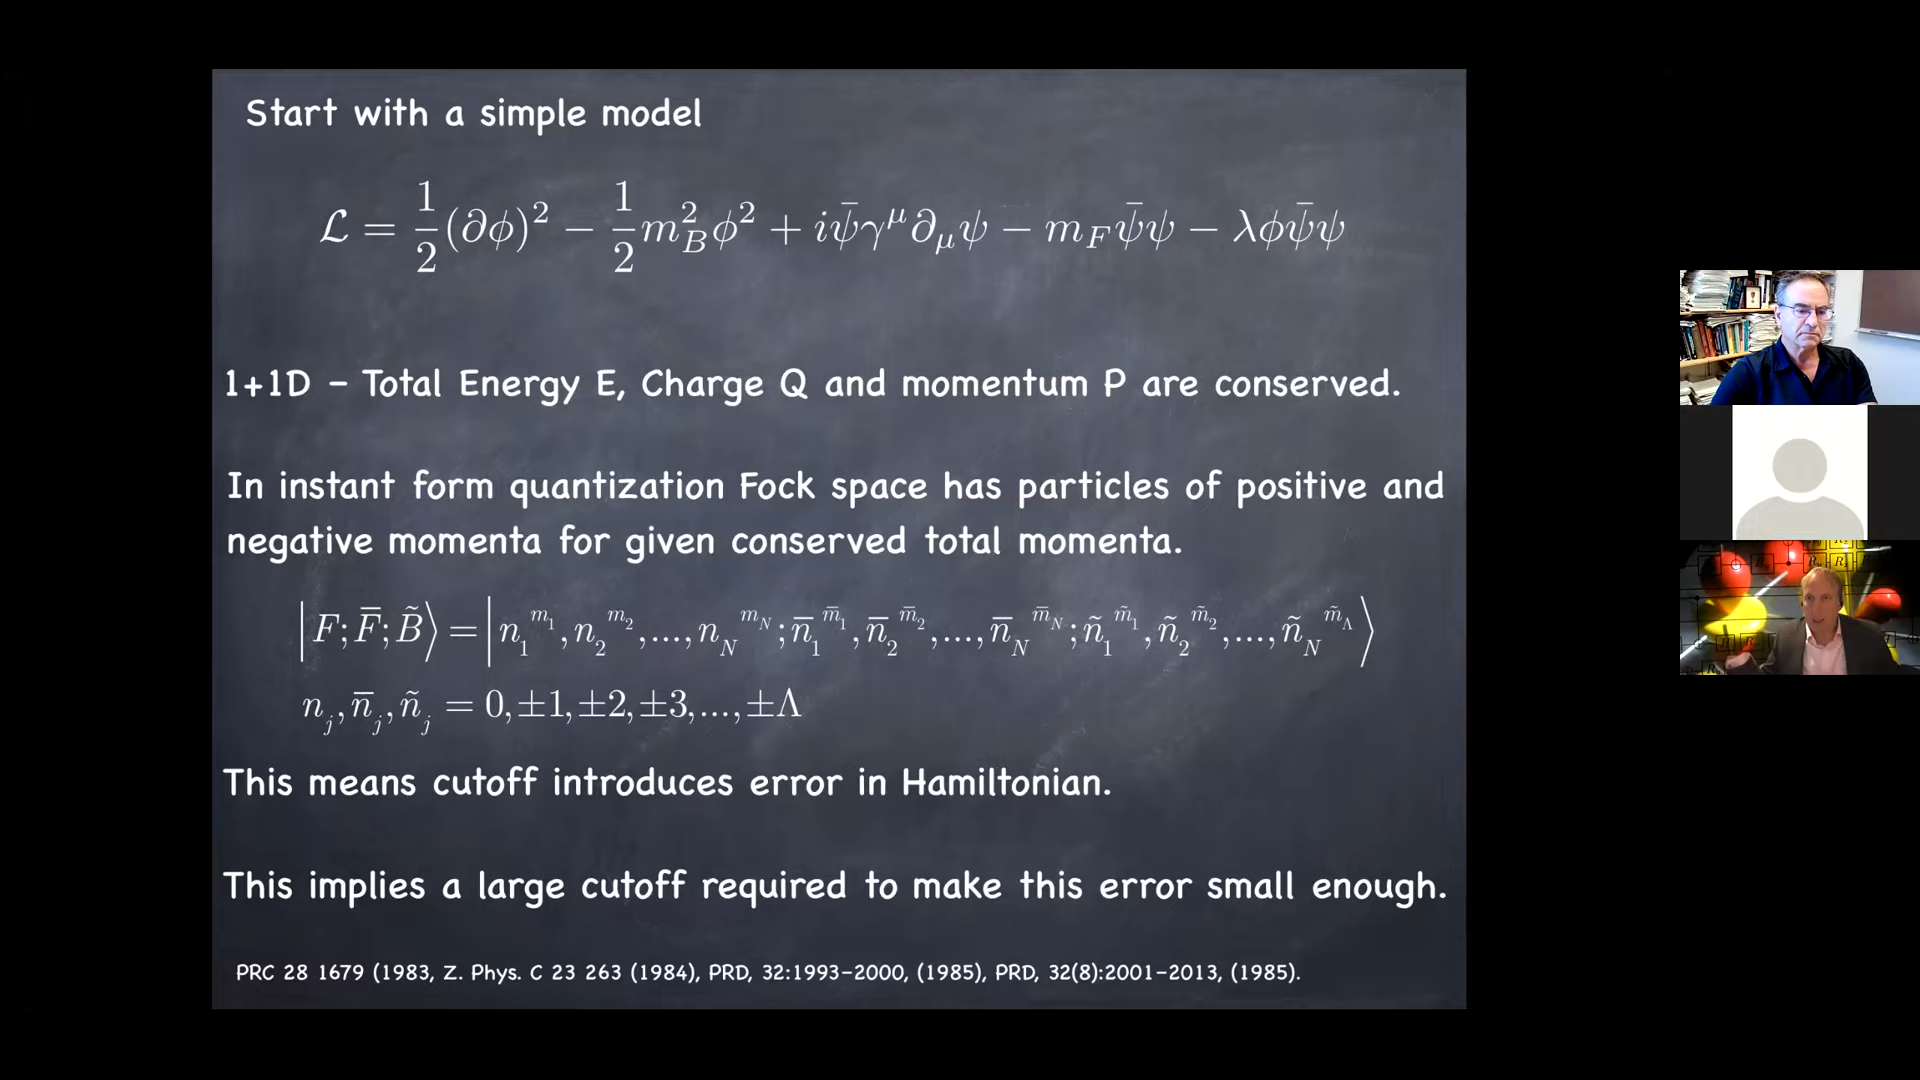 Start with a simple model
ℒ = 1/2 (∂ϕ)² − 1/2 m_B² ϕ² + iψ̄γ^μ∂_μψ − m_F ψ̄ψ − λϕψ̄ψ
1+1D – Total Energy E, Charge Q and momentum P are conserved.
In instant form quantization Fock space has particles of positive and
negative momenta for given conserved total momenta.
|F; F̅; B̃⟩ = |n_1^{m_1}, n_2^{m_2}, ..., n_N^{m_N}; n̅_1^{m̅_1}, n̅_2^{m̅_2}, ..., n̅_N^{m̅_N}; ñ_1^{m̃_1}, ñ_2^{m̃_2}, ..., ñ_N^{m̃_Λ}⟩
n_j, n̅_j, ñ_j = 0, ±1, ±2, ±3, ..., ±Λ
This means cutoff introduces error in Hamiltonian.
This implies a large cutoff required to make this error small enough.
PRC 28 1679 (1983, Z. Phys. C 23 263 (1984), PRD, 32:1993–2000, (1985), PRD, 32(8):2001–2013, (1985).